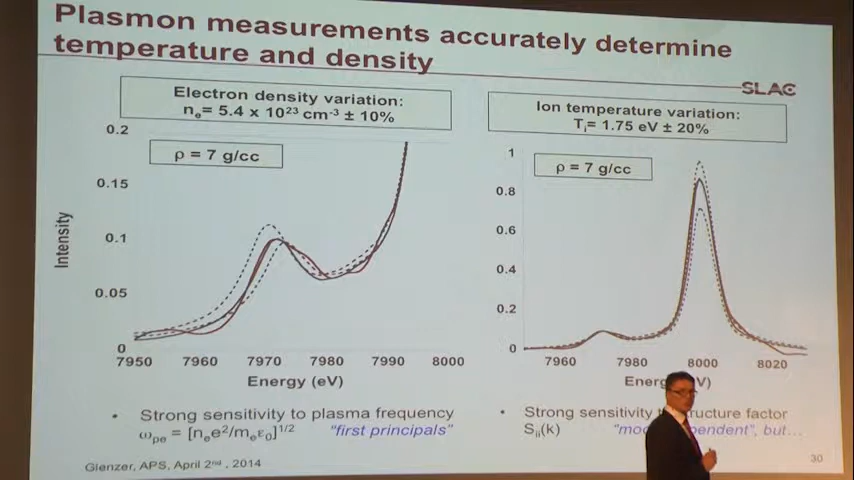 Plasmon measurements accurately determine
temperature and density
SLAC
Electron density variation:
nₑ= 5.4 x 10²³ cm⁻³ ± 10%
Ion temperature variation:
Tᵢ= 1.75 eV ± 20%
ρ = 7 g/cc
ρ = 7 g/cc
Intensity
0.2
0.15
0.1
0.05
0
7950 7960 7970 7980 7990 8000
Energy (eV)
1
0.8
0.6
0.4
0.2
0
7960 7980 8000 8020
Energ V)
• Strong sensitivity to plasma frequency
ωₚₑ = [nₑe²/mₑε₀]¹/² "first principals"
• Strong sensitivity ructure factor
Sᵢᵢ(k) "mo pendent", but...
Glenzer, APS, April 2ⁿᵈ , 2014
30